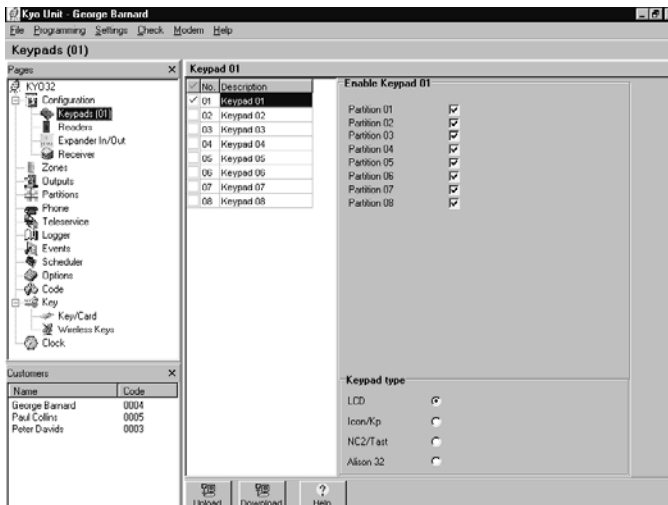 Kyo Unit - George Barnard
File Programming Settings Check Modem Help
Keypads (01)
Pages
KYO32
Configuration
Keypads (01)
Readers
Expander In/Out
Receiver
Zones
Outputs
Partitions
Phone
Teleservice
Logger
Events
Scheduler
Options
Code
Key
Key/Card
Wireless Keys
Clock
Customers
Name Code
George Barnard 0004
Paul Collins 0005
Peter Davids 0003
Keypad 01
No. Description
01 Keypad 01
02 Keypad 02
03 Keypad 03
04 Keypad 04
05 Keypad 05
06 Keypad 06
07 Keypad 07
08 Keypad 08
Enable Keypad 01
Partition 01
Partition 02
Partition 03
Partition 04
Partition 05
Partition 06
Partition 07
Partition 08
Keypad type
LCD
Icon/Kp
NC2/Tast
Alison 32
Upload Download Help